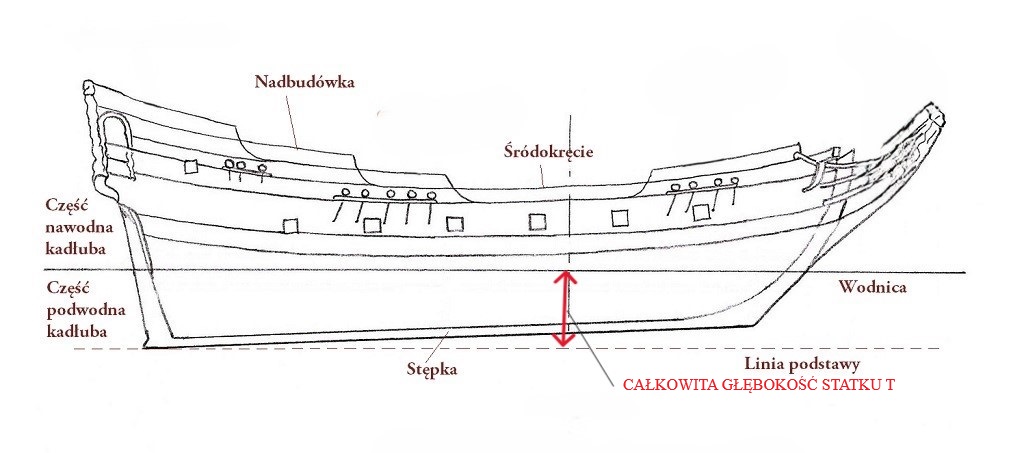 Nadbudówka
Śródokręcie
Część
nawodna
kadłuba
Część
podwodna
kadłuba
Wodnica
Linia podstawy
Stępka
CAŁKOWITA GŁĘBOKOŚĆ STATKU T